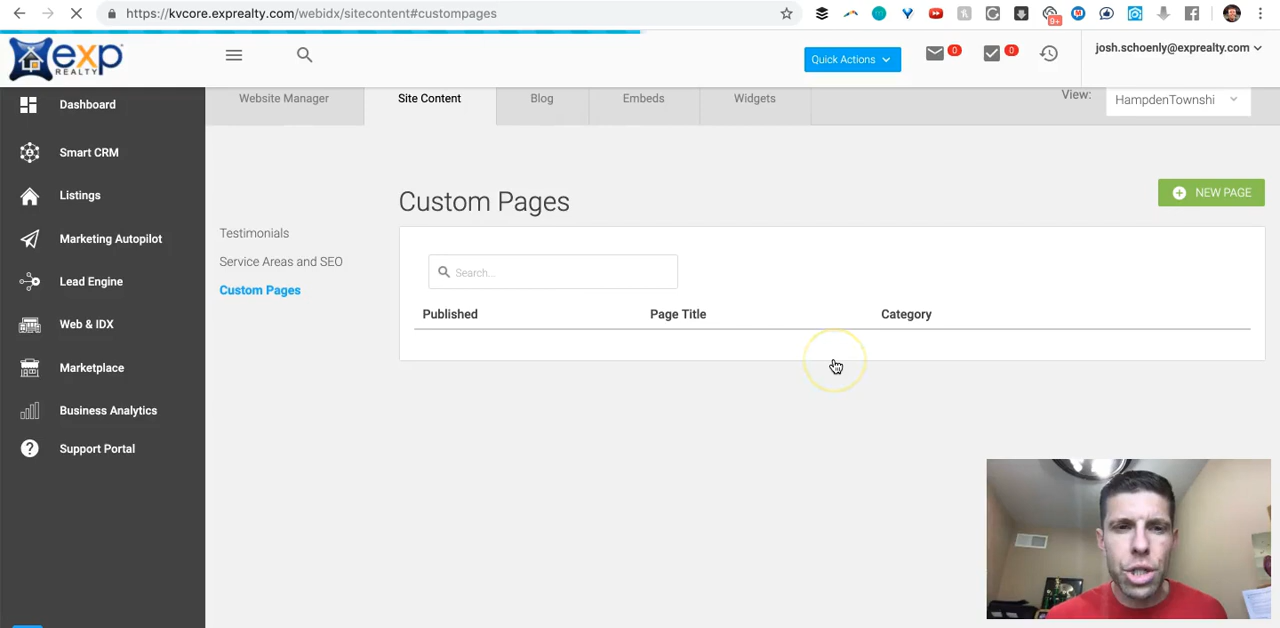 https://kvcore.exprealty.com/webidx/sitecontent#custompages
9+
exp
REALTY
Quick Actions
0
0
josh.schoenly@exprealty.com
Dashboard
Smart CRM
Listings
Marketing Autopilot
Lead Engine
Web & IDX
Marketplace
Business Analytics
Support Portal
Website Manager
Site Content
Blog
Embeds
Widgets
View:
HampdenTownshi
Testimonials
Service Areas and SEO
Custom Pages
Custom Pages
NEW PAGE
Search...
Published
Page Title
Category